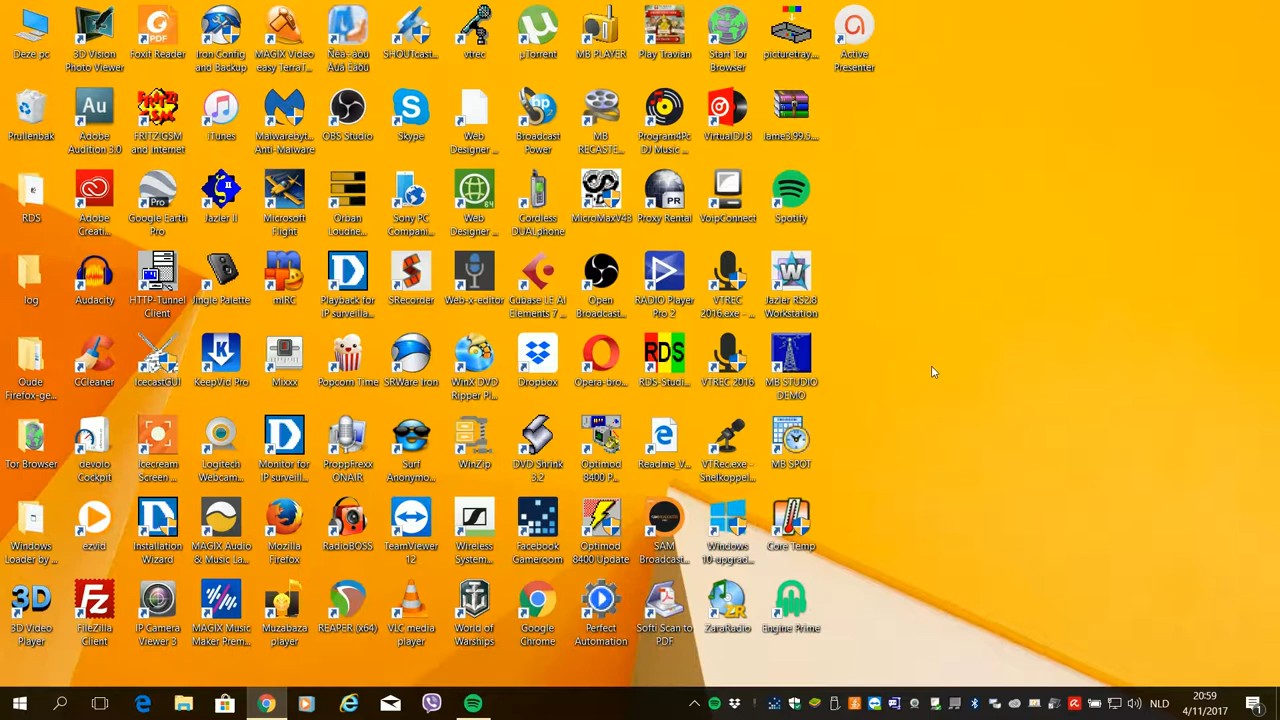 Deze pc
3D Vision Photo Viewer
Foxit Reader
Iron Config and Backup
MAGIX Video easy TerraT...
Ñëà÷àòü Àüå Èäôü
SHOUTcast...
vtrec
µTorrent
MB PLAYER
Play Travian
Start Tor Browser
picturetray...
Active Presenter
Prullenbak
Adobe Audition 3.0
FRITZ!GSM and Internet
iTunes
Malwarebyt... Anti-Malware
OBS Studio
Skype
Web Designer ...
Broadcast Power
MB RECASTE...
Program4Pc DJ Music ...
VirtualDJ 8
lame3.99.5...
RDS
Adobe Creati...
Google Earth Pro
Jazler II
Microsoft Flight
Orban Loudne...
Sony PC Compani...
Web Designer ...
Cordless DUALphone
MicroMaxV43
Proxy Rental
VoipConnect
Spotify
log
Audacity
HTTP-Tunnel Client
Jingle Palette
mIRC
Playback for IP surveilla...
SRecorder
Web-x-editor
Cubase LE AI Elements 7 ...
Open Broadcast...
RADIO Player Pro 2
VTREC 2016.exe - ...
Jazler RS2.8 Workstation
Oude Firefox-ge...
CCleaner
IcecastGUI
KeepVid Pro
Mixxx
Popcorn Time
SRWare Iron
WinX DVD Ripper Pl...
Dropbox
Opera-bro...
RDS-Studi...
VTREC 2016
MB STUDIO DEMO
Tor Browser
devolo Cockpit
Icecream Screen ...
Logitech Webcam...
Monitor for IP surveilla...
ProppFrexx ONAIR
Surf Anonymo...
WinZip
DVD Shrink 3.2
Optimod 8400 P...
Readme_V...
VTRec.exe - Snelkoppel...
MB SPOT
Windows Loader by ...
ezvid
Installation Wizard
MAGIX Audio & Music La...
Mozilla Firefox
RadioBOSS
TeamViewer 12
Wireless System...
Facebook Gameroom
Optimod 8400 Update
SAM Broadcast...
Windows 10-upgrad...
Core Temp
3D Video Player
FileZilla Client
IP Camera Viewer 3
MAGIX Music Maker Prem...
Muzabaza player
REAPER (x64)
VLC media player
World of Warships
Google Chrome
Perfect Automation
Softi Scan to PDF
ZaraRadio
Engine Prime
NLD
20:59
4/11/2017